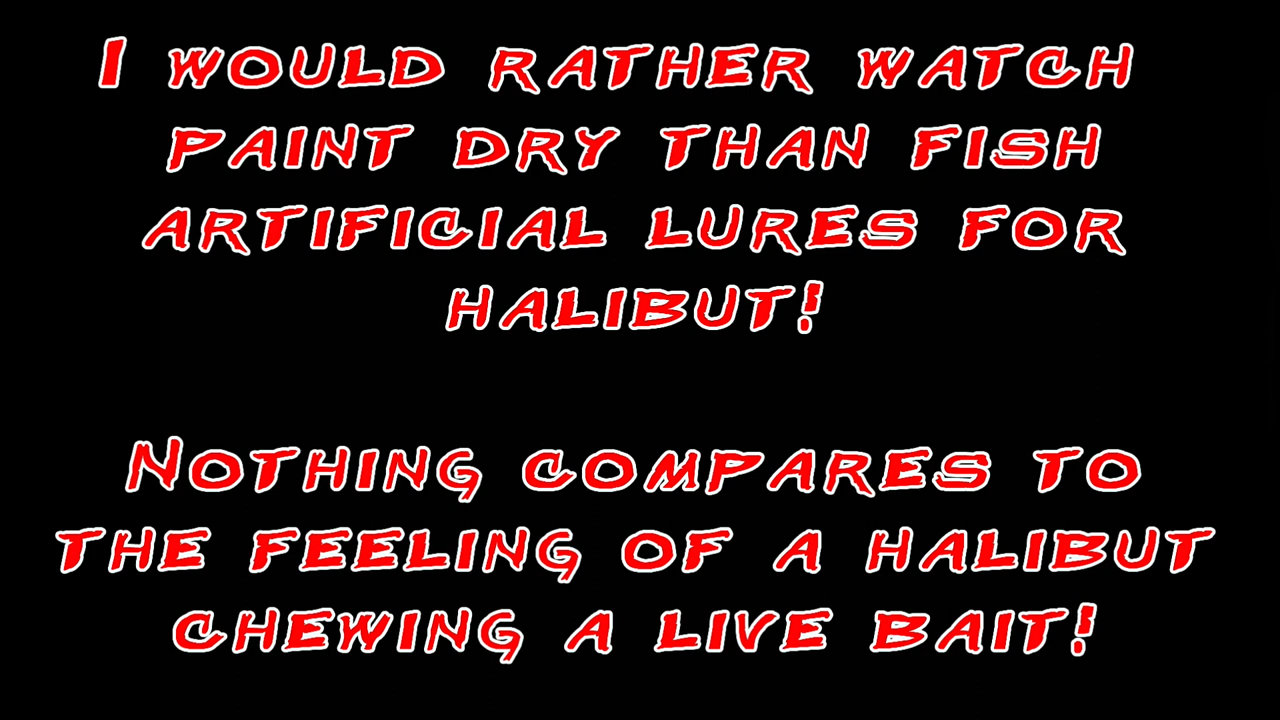 I would rather watch
paint dry than fish
artificial lures for
halibut!
Nothing compares to
the feeling of a halibut
chewing a live bait!